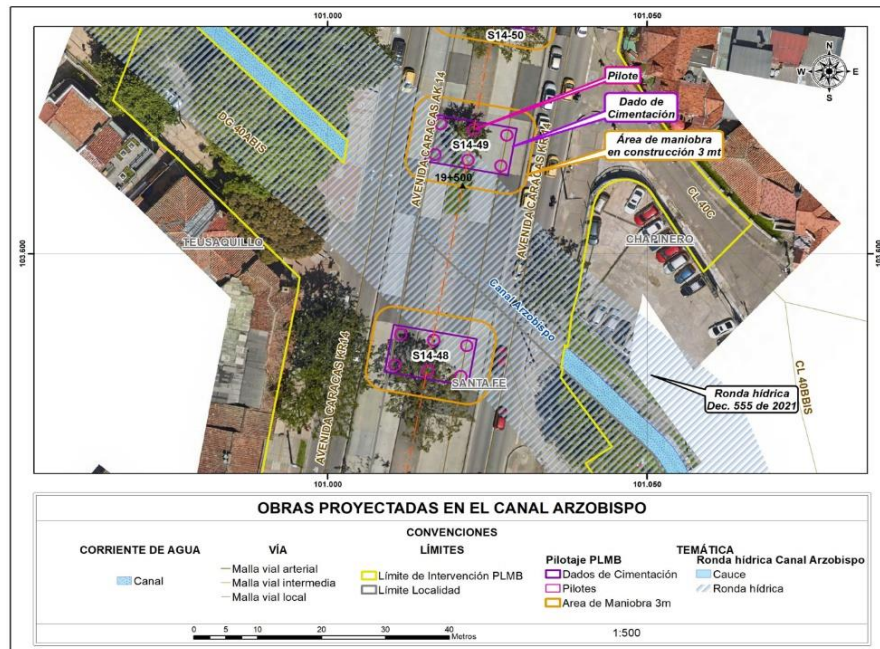 101.000
101.050
S14-50
N
W
E
S
Pilote
Dado de
Cimentación
Área de maniobra
en construcción 3 mt
S14-49
19+500
AVENIDA CARACAS AK 14
AVENIDA CARACAS KR 14
DG 40ABIS
CL 40C
TEUSAQUILLO
CHAPINERO
103.600
103.600
Canal Arzobispo
S14-48
SANTA FE
AVENIDA CARACAS KR14
Ronda hídrica
Dec. 555 de 2021
CL 40BBIS
101.000
101.050
OBRAS PROYECTADAS EN EL CANAL ARZOBISPO
CONVENCIONES
CORRIENTE DE AGUA
VÍA
LÍMITES
TEMÁTICA
Canal
Malla vial arterial
Malla vial intermedia
Malla vial local
Límite de Intervención PLMB
Límite Localidad
Pilotaje PLMB
Dados de Cimentación
Pilotes
Area de Maniobra 3m
Ronda hídrica Canal Arzobispo
Cauce
Ronda hídrica
0 5 10 20 30 40
Metros
1:500